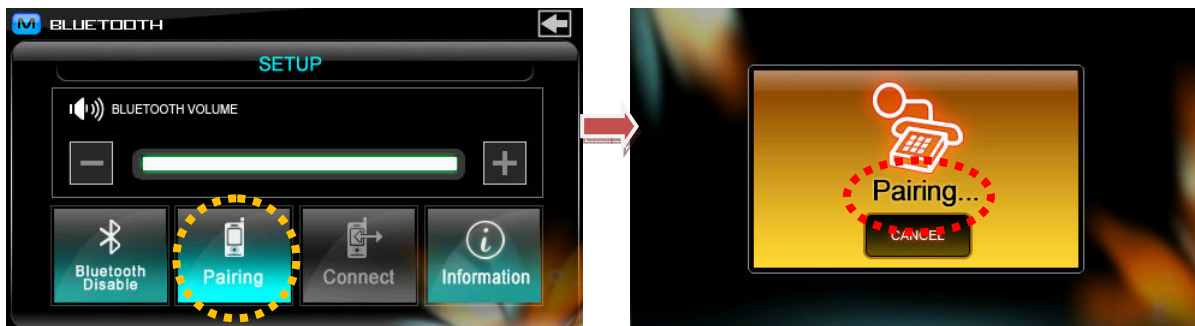 BLUETOOTH
SETUP
BLUETOOTH VOLUME
Bluetooth
Disable
Pairing
Connect
Information
Pairing...
CANCEL